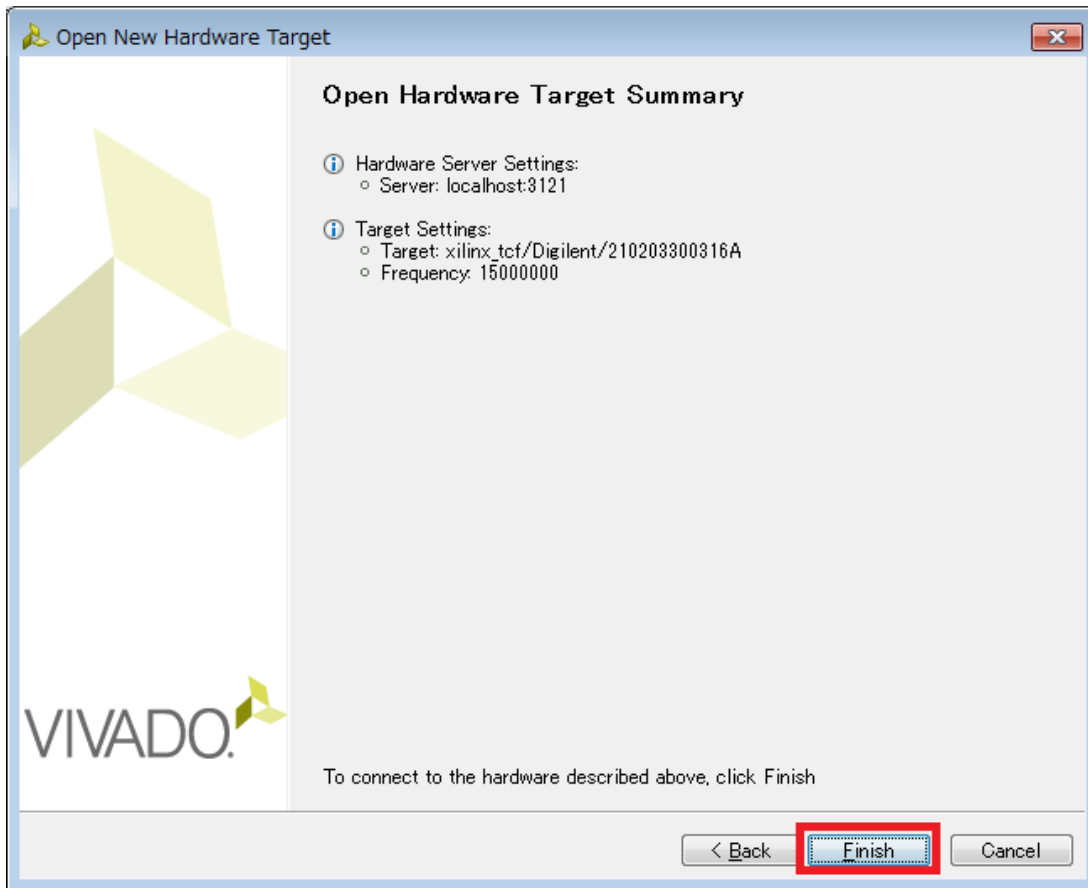 Open New Hardware Target
Open Hardware Target Summary
Hardware Server Settings:
Server: localhost:3121
Target Settings:
Target: xilinx_tcf/Digilent/210203300316A
Frequency: 15000000
VIVADO.
To connect to the hardware described above, click Finish
< Back Finish Cancel